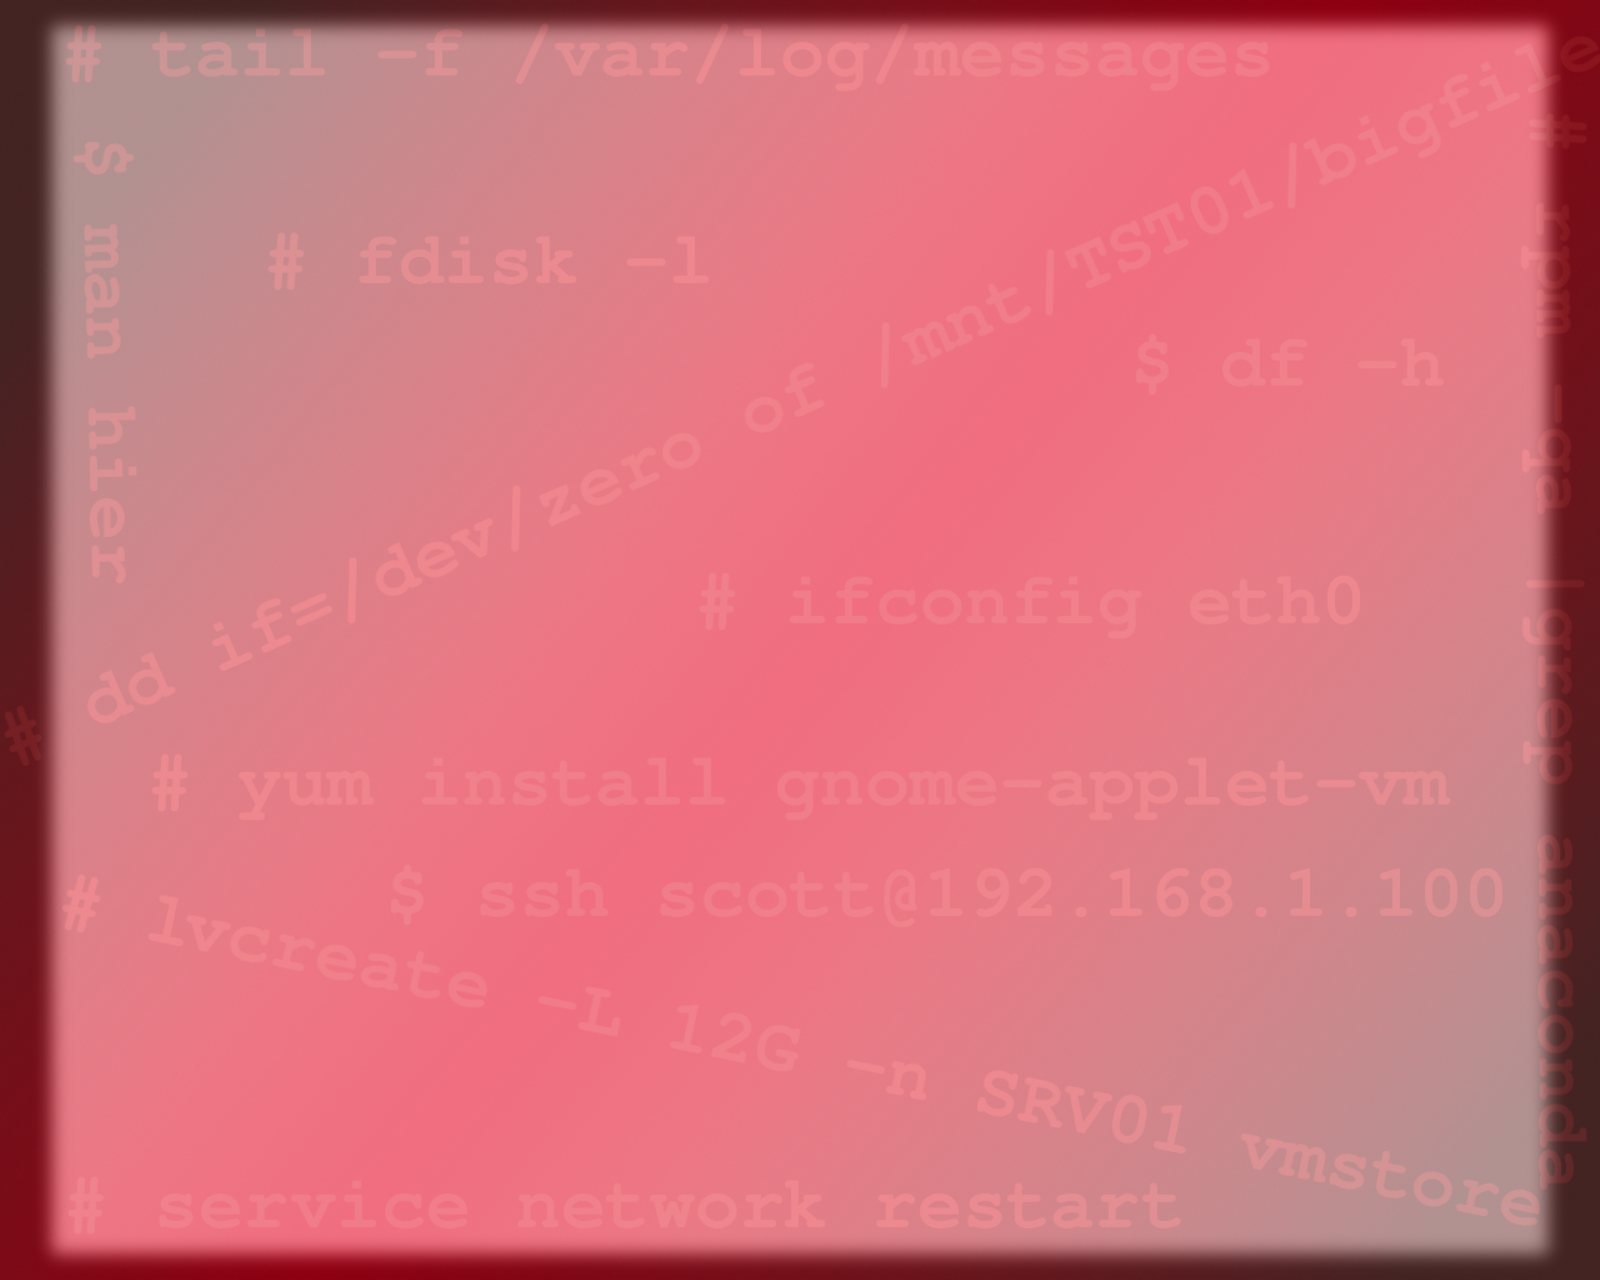 # tail -f /var/log/messages
$ man hier
# fdisk -l
# dd if=/dev/zero of /mnt/TST01/bigfile
$ df -h
# rpm -qa |grep anaconda
# ifconfig eth0
# yum install gnome-applet-vm
$ ssh scott@192.168.1.100
# lvcreate -L 12G -n SRV01 vmstore
# service network restart